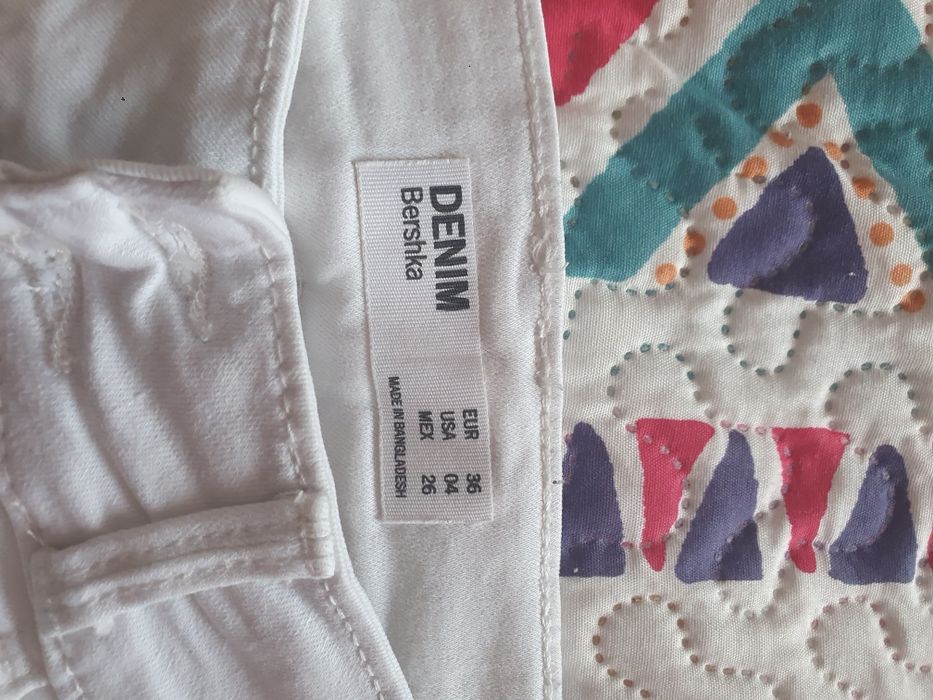 DENIM
Bershka
EUR 36
USA 04
MEX 26
MADE IN BANGLADESH